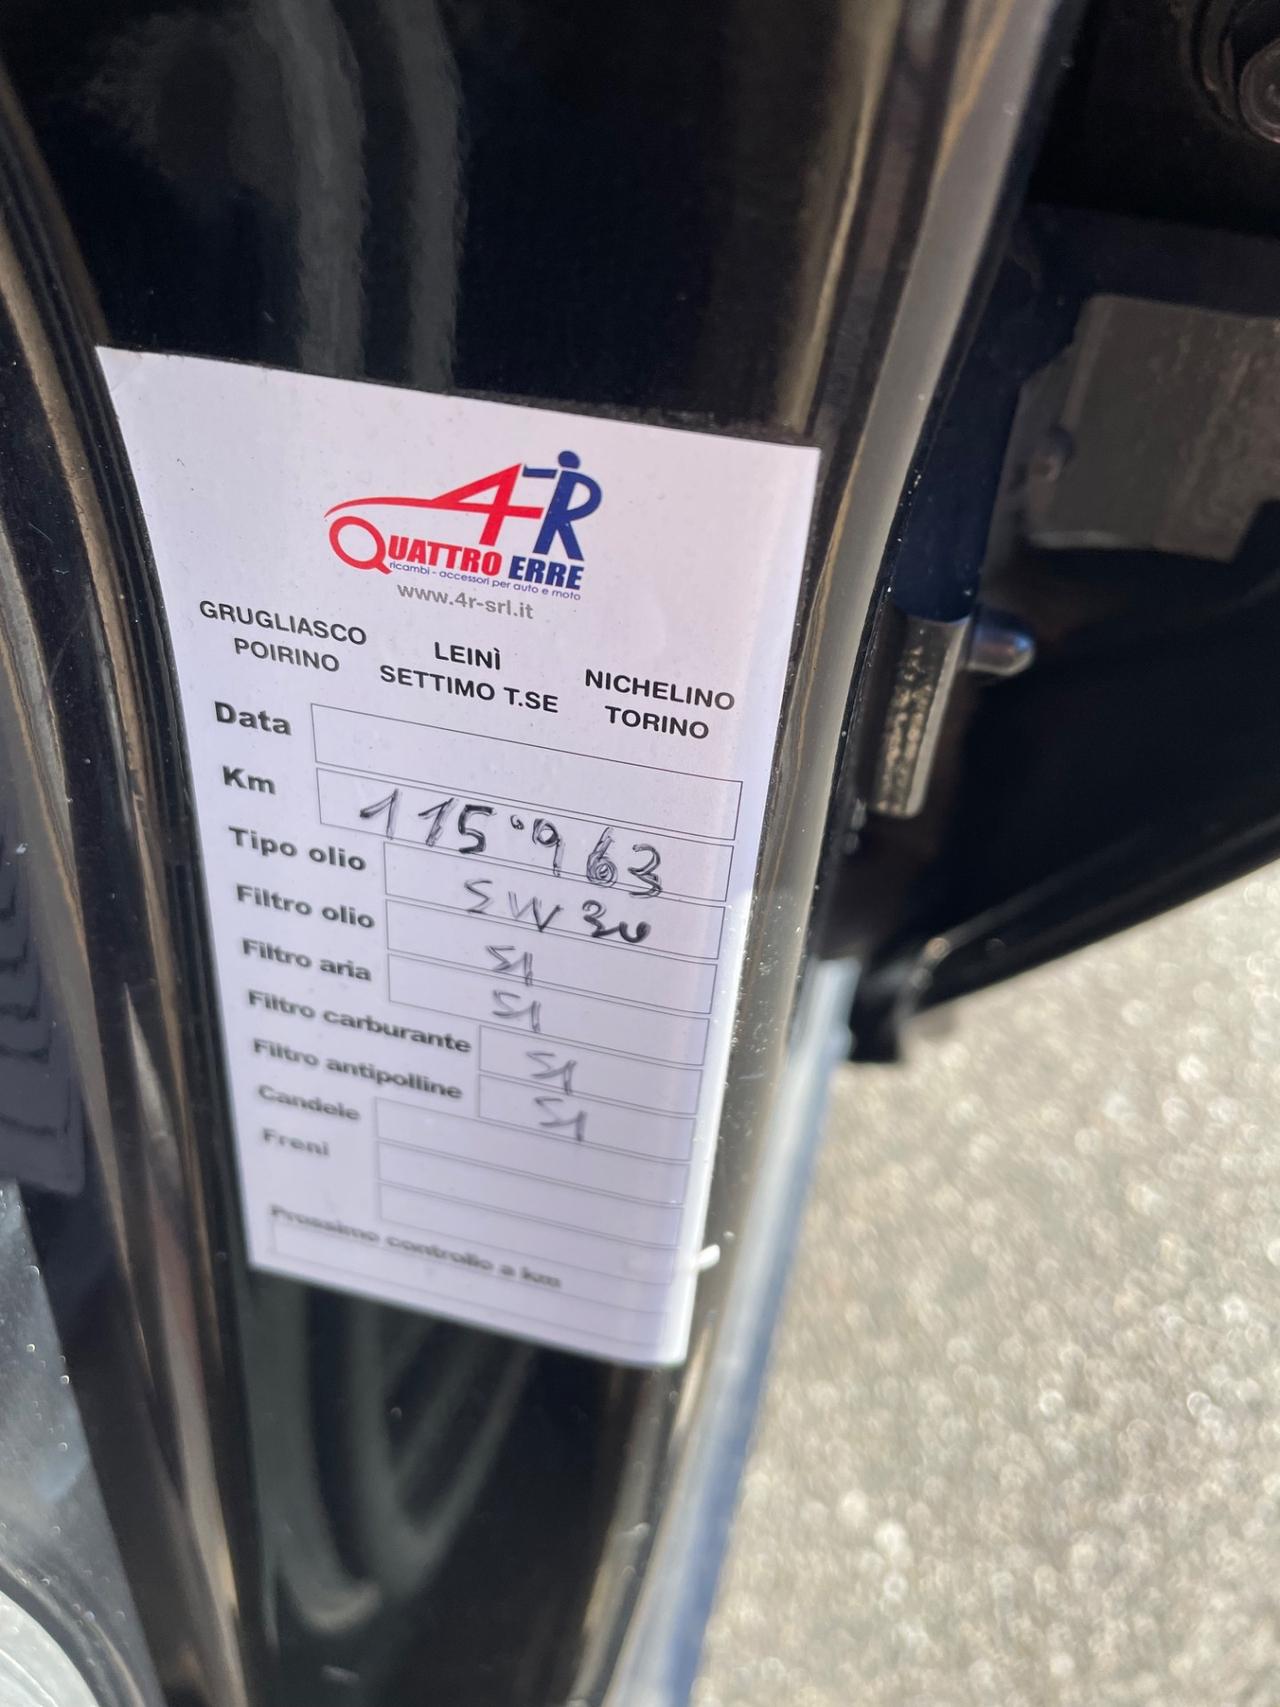 4R
QUATTRO ERRE
ricambi - accessori per auto e moto
www.4r-srl.it
GRUGLIASCO LEINÌ NICHELINO
POIRINO SETTIMO T.SE TORINO
Data
Km 115°963
Tipo olio 5W30
Filtro olio SI
Filtro aria SI
Filtro carburante SI
Filtro antipolline SI
Candele
Freni
Prossimo controllo a km